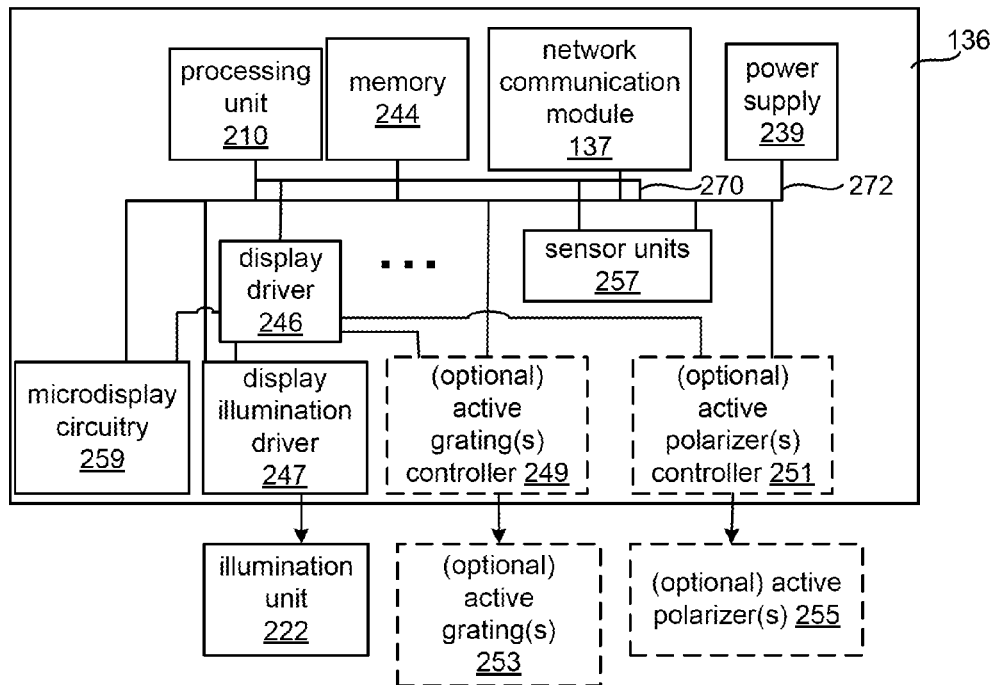 136
processing
unit
210
memory
244
network
communication
module
137
power
supply
239
270
272
display
driver
246
...
sensor units
257
microdisplay
circuitry
259
display
illumination
driver
247
(optional)
active
grating(s)
controller 249
(optional)
active
polarizer(s)
controller 251
illumination
unit
222
(optional)
active
grating(s)
253
(optional) active
polarizer(s) 255